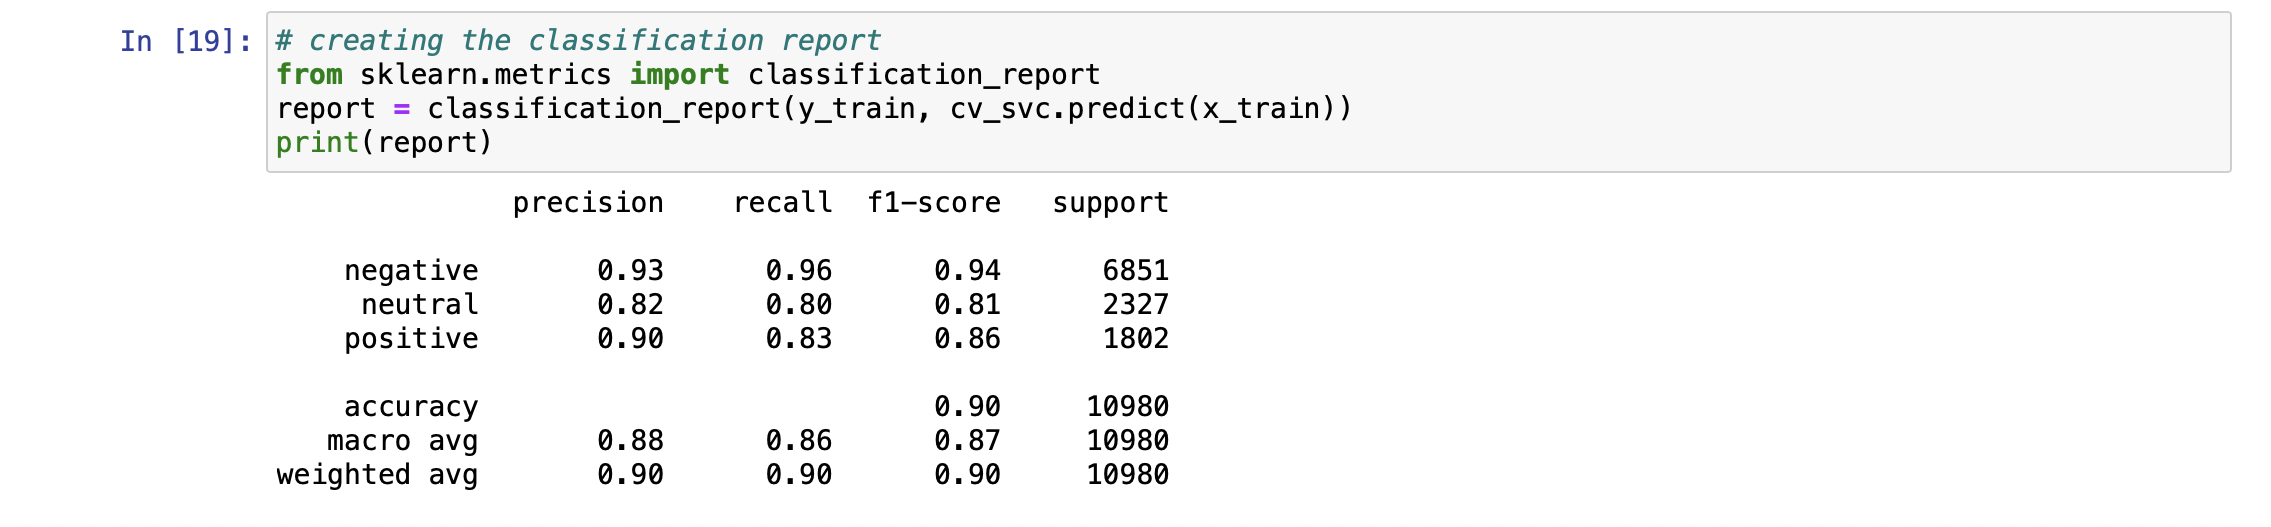 In [19]: # creating the classification report
from sklearn.metrics import classification_report
report = classification_report(y_train, cv_svc.predict(x_train))
print(report)
precision recall f1-score support
negative 0.93 0.96 0.94 6851
neutral 0.82 0.80 0.81 2327
positive 0.90 0.83 0.86 1802
accuracy 0.90 10980
macro avg 0.88 0.86 0.87 10980
weighted avg 0.90 0.90 0.90 10980